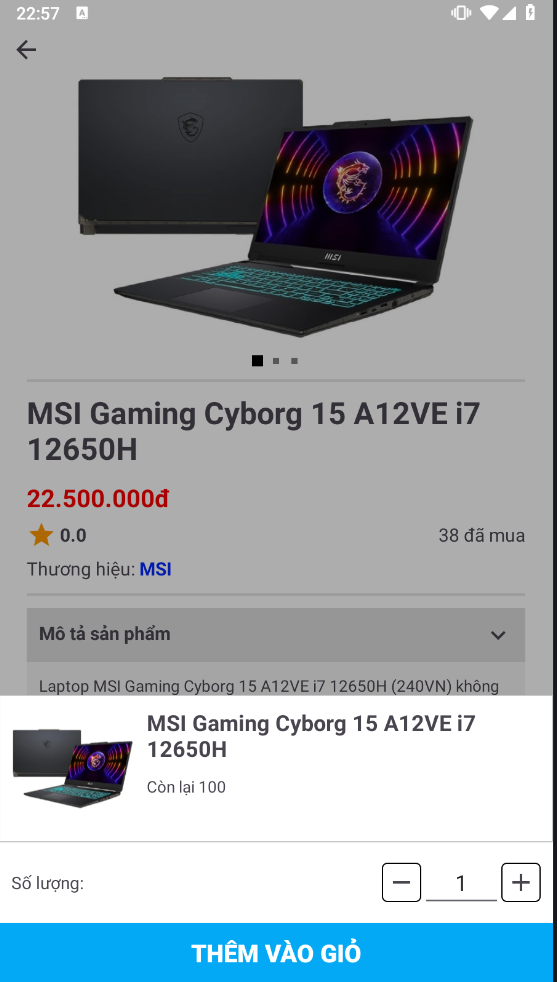 22:57 A
MSI
MSI Gaming Cyborg 15 A12VE i7
12650H
22.500.000đ
0.0
38 đã mua
Thương hiệu: MSI
Mô tả sản phẩm
Laptop MSI Gaming Cyborg 15 A12VE i7 12650H (240VN) không
MSI Gaming Cyborg 15 A12VE i7
12650H
Còn lại 100
Số lượng:
1
THÊM VÀO GIỎ